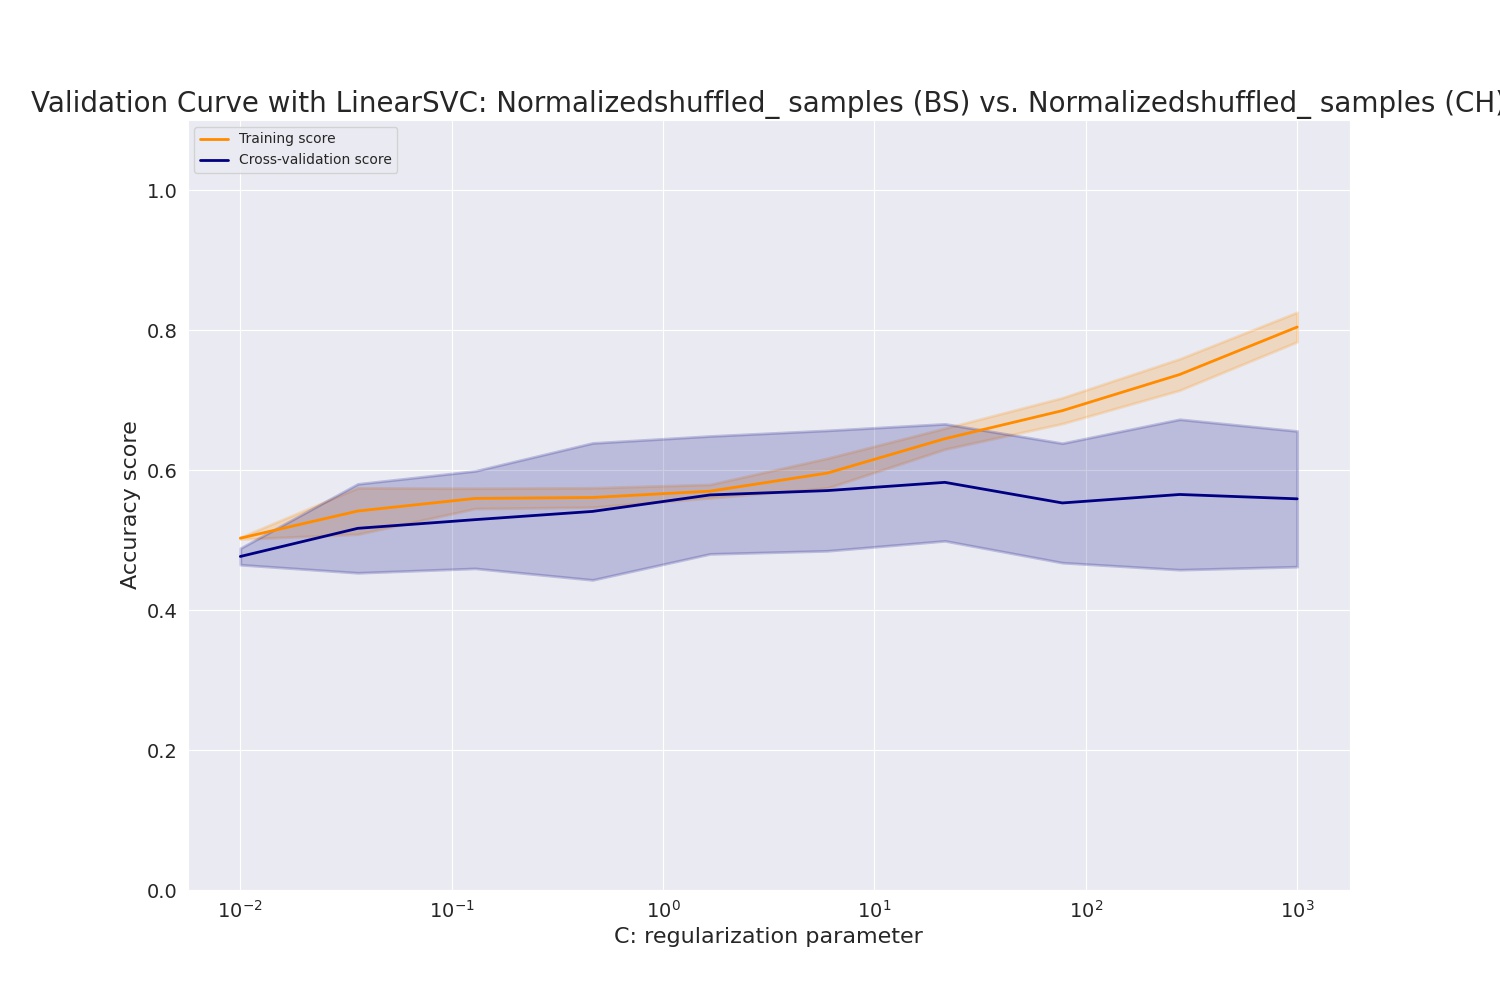 Validation Curve with LinearSVC: Normalizedshuffled_ samples (BS) vs. Normalizedshuffled_ samples (CH)
Training score
Cross-validation score
1.0
0.8
0.6
0.4
0.2
0.0
Accuracy score
10⁻² 10⁻¹ 10⁰ 10¹ 10² 10³
C: regularization parameter